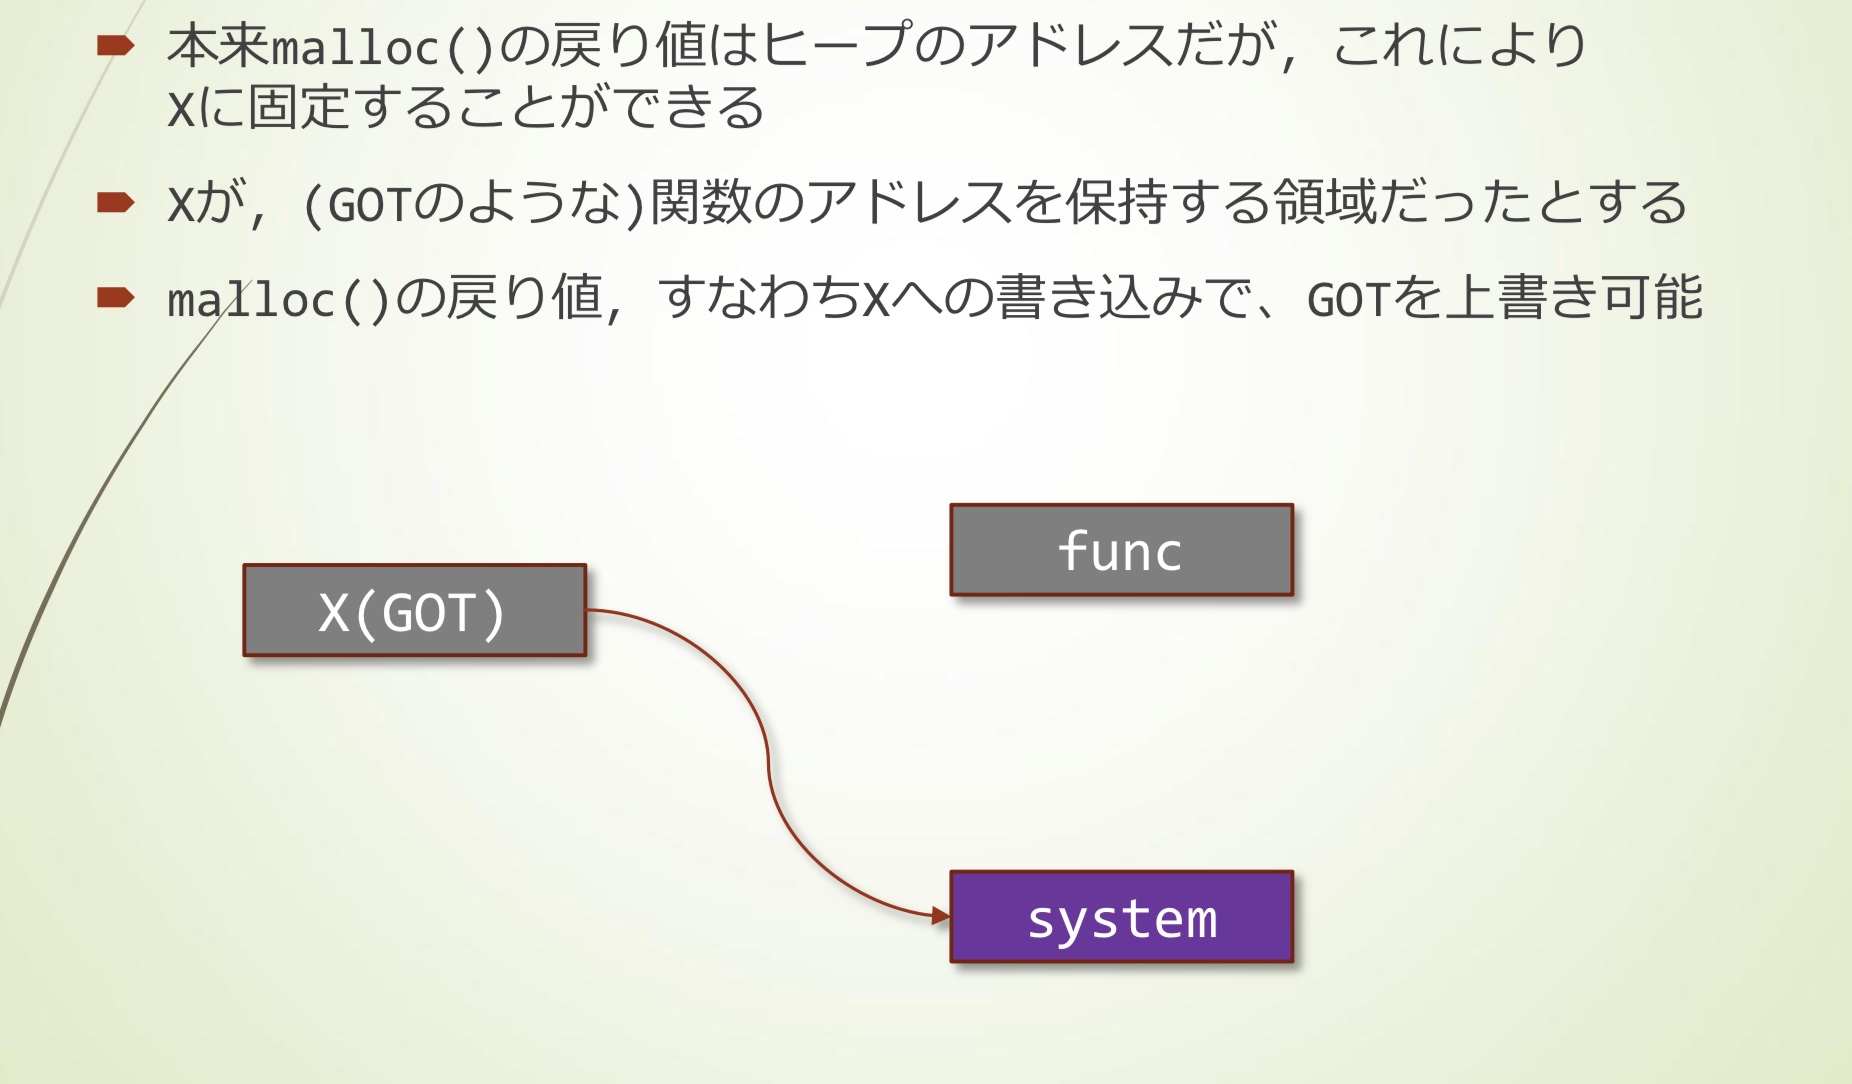 本来malloc()の戻り値はヒープのアドレスだが，これにより
Xに固定することができる
Xが，(GOTのような)関数のアドレスを保持する領域だったとする
malloc()の戻り値，すなわちXへの書き込みで、GOTを上書き可能
func
X(GOT)
system